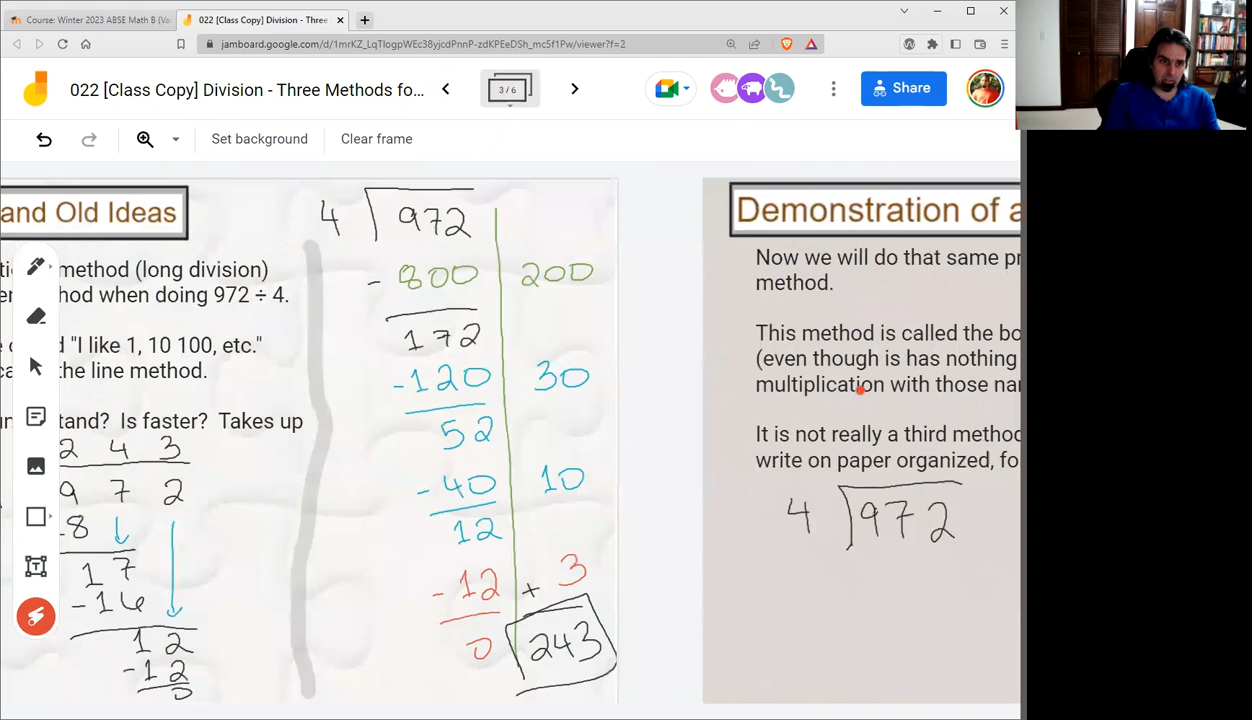 Course: Winter 2023 ABSE Math B (Va
022 [Class Copy] Division - Three
jamboard.google.com/d/1mrKZ_LqTlogpWEc38yjcdPnnP-zdKPEeDSh_mc5f1Pw/viewer?f=2
022 [Class Copy] Division - Three Methods fo...
3 / 6
Share
Set background
Clear frame
and Old Ideas
method (long division)
hod when doing 972 ÷ 4.
d "I like 1, 10 100, etc."
the line method.
tand? Is faster? Takes up
2 4 3
9 7 2
-8
1 7
-16
1 2
-1 2
0
4 972
- 800 200
172
-120 30
52
- 40 10
12
- 12 + 3
0 243
Demonstration of a
Now we will do that same pr
method.
This method is called the bo
(even though is has nothing
multiplication with those nar
It is not really a third method
write on paper organized, fo
4 972